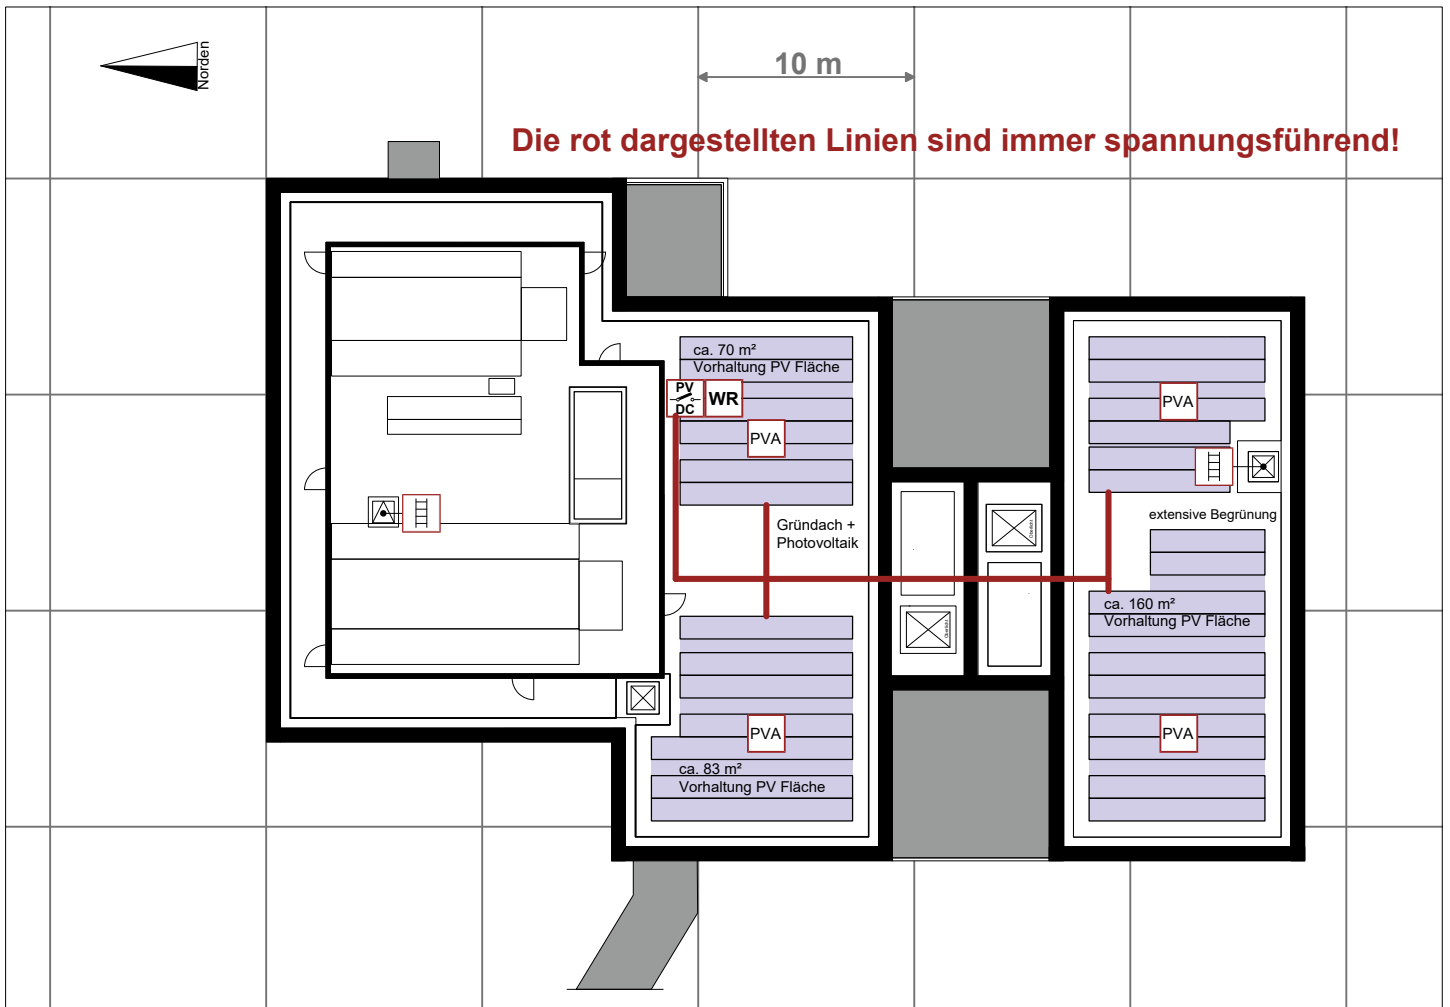 Norden
10 m
Die rot dargestellten Linien sind immer spannungsführend!
ca. 70 m²
Vorhaltung PV Fläche
PV
DC
WR
PVA
PVA
Gründach +
Photovoltaik
extensive Begrünung
ca. 160 m²
Vorhaltung PV Fläche
PVA
PVA
ca. 83 m²
Vorhaltung PV Fläche